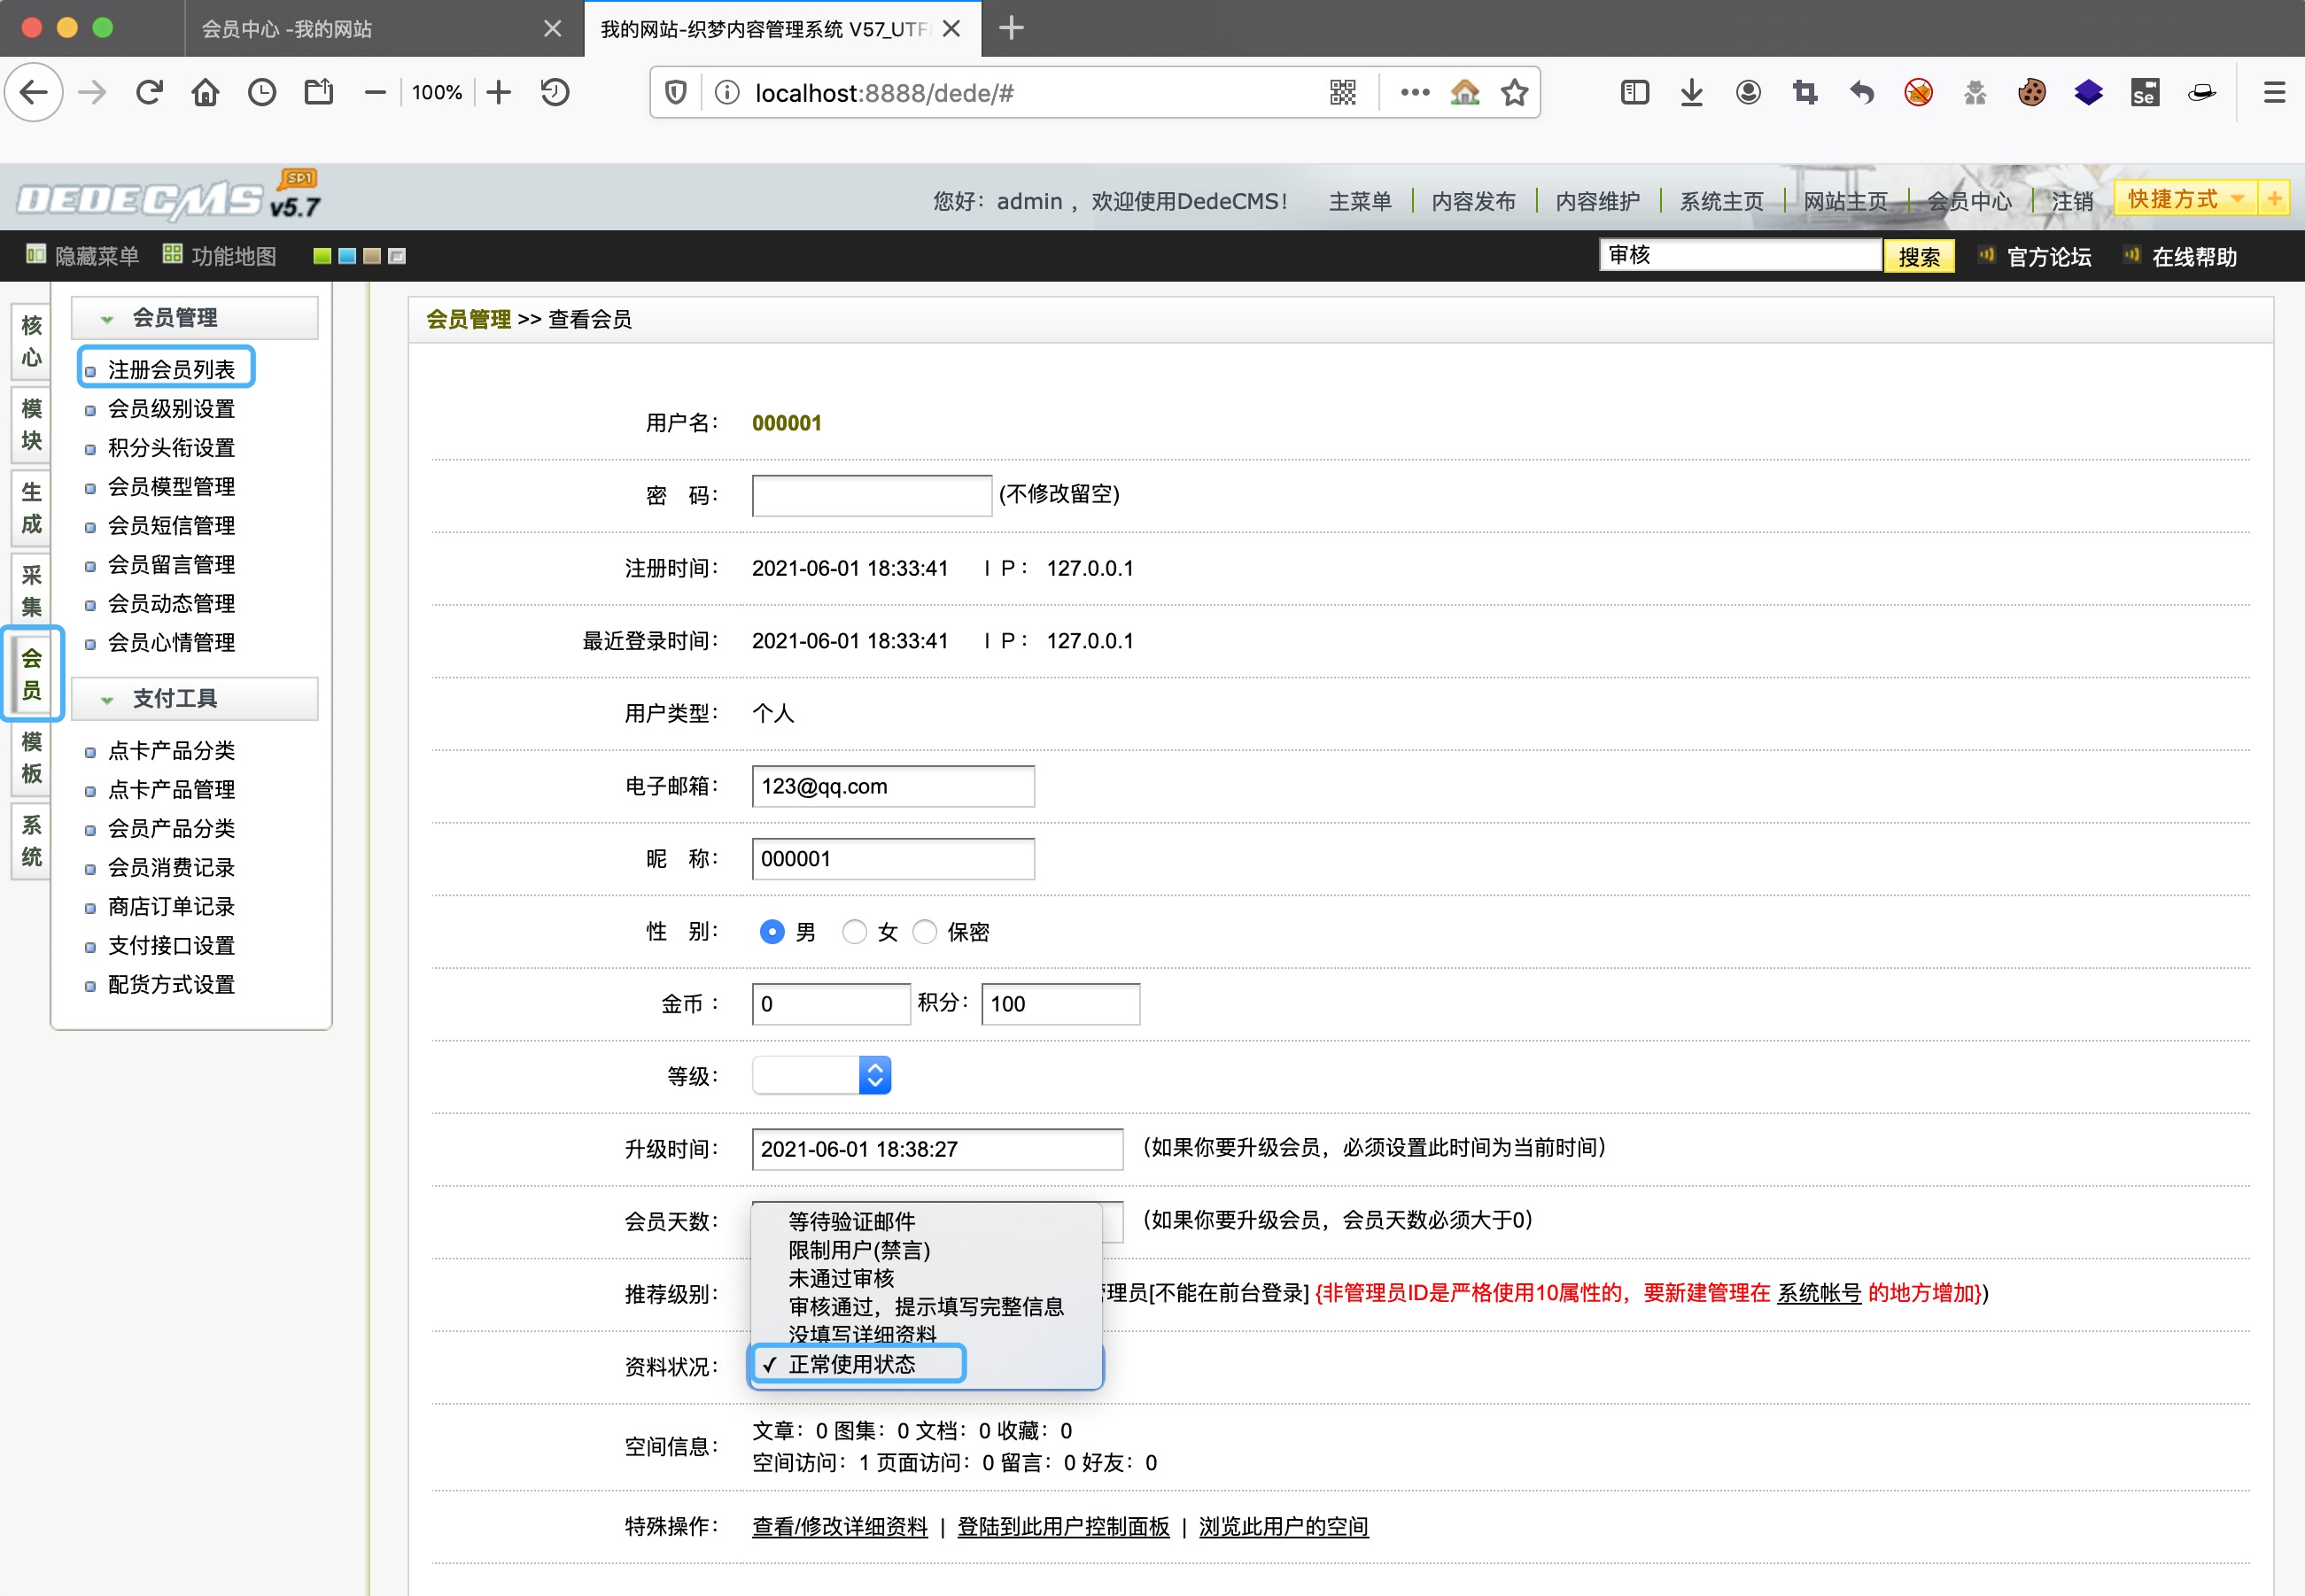 会员中心 -我的网站
我的网站-织梦内容管理系统 V57_UTF8
100%
localhost:8888/dede/#
Se
DEDECMS v5.7 SP1
您好：admin ，欢迎使用DedeCMS！ 主菜单 内容发布 内容维护 系统主页 网站主页 会员中心 注销 快捷方式
隐藏菜单 功能地图 审核 搜索 官方论坛 在线帮助
核心
模块
生成
采集
会员
模板
系统
会员管理
注册会员列表
会员级别设置
积分头衔设置
会员模型管理
会员短信管理
会员留言管理
会员动态管理
会员心情管理
支付工具
点卡产品分类
点卡产品管理
会员产品分类
会员消费记录
商店订单记录
支付接口设置
配货方式设置
会员管理 >> 查看会员
用户名： 000001
密 码： (不修改留空)
注册时间： 2021-06-01 18:33:41 ＩＰ： 127.0.0.1
最近登录时间： 2021-06-01 18:33:41 ＩＰ： 127.0.0.1
用户类型： 个人
电子邮箱： 123@qq.com
昵 称： 000001
性 别： 男 女 保密
金币 ： 0 积分： 100
等级：
升级时间： 2021-06-01 18:38:27 （如果你要升级会员，必须设置此时间为当前时间）
会员天数： （如果你要升级会员，会员天数必须大于0）
等待验证邮件
限制用户(禁言)
未通过审核
推荐级别： 理员[不能在前台登录] {非管理员ID是严格使用10属性的，要新建管理在 系统帐号 的地方增加})
审核通过，提示填写完整信息
没填写详细资料
资料状况： ✓ 正常使用状态
空间信息：
文章：0 图集：0 文档：0 收藏：0
空间访问：1 页面访问：0 留言：0 好友：0
特殊操作： 查看/修改详细资料 | 登陆到此用户控制面板 | 浏览此用户的空间